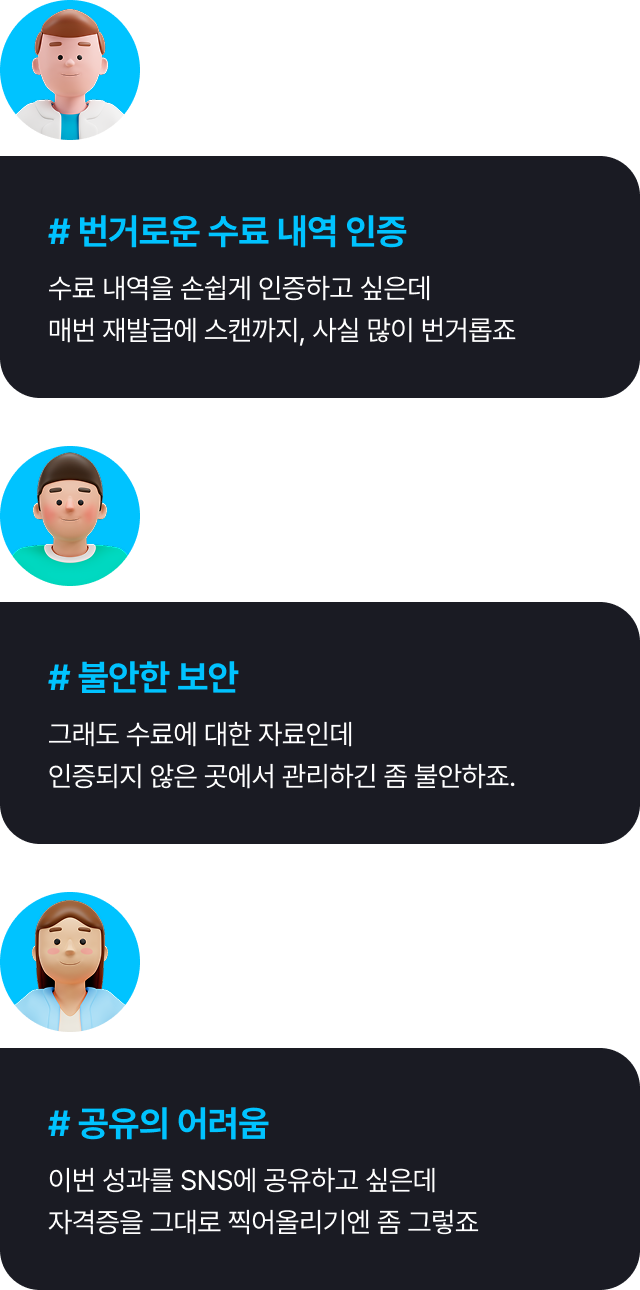 # 번거로운 수료 내역 인증
수료 내역을 손쉽게 인증하고 싶은데
매번 재발급에 스캔까지, 사실 많이 번거롭죠
# 불안한 보안
그래도 수료에 대한 자료인데
인증되지 않은 곳에서 관리하긴 좀 불안하죠.
# 공유의 어려움
이번 성과를 SNS에 공유하고 싶은데
자격증을 그대로 찍어올리기엔 좀 그렇죠